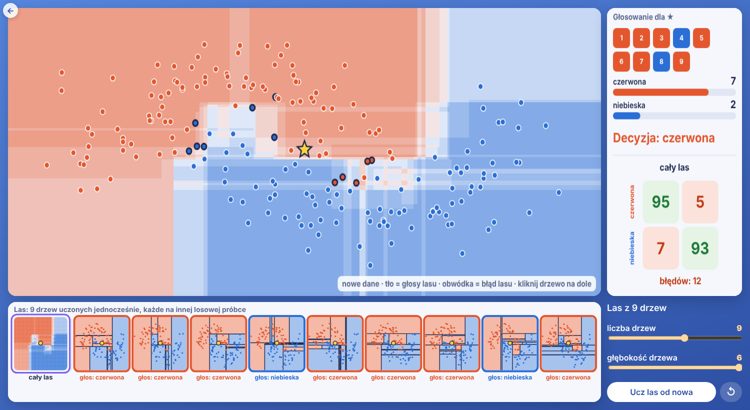 ←
Głosowanie dla ★
1 2 3 4 5
6 7 8 9
czerwona 7
niebieska 2
Decyzja: czerwona
cały las
czerwona 95 5
niebieska 7 93
błędów: 12
nowe dane · tło = głosy lasu · obwódka = błąd lasu · kliknij drzewo na dole
Las: 9 drzew uczonych jednocześnie, każde na innej losowej próbce
cały las
głos: czerwona
głos: czerwona
głos: czerwona
głos: niebieska
głos: czerwona
głos: czerwona
głos: czerwona
głos: niebieska
głos: czerwona
Las z 9 drzew
liczba drzew 9
głębokość drzewa 6
Ucz las od nowa